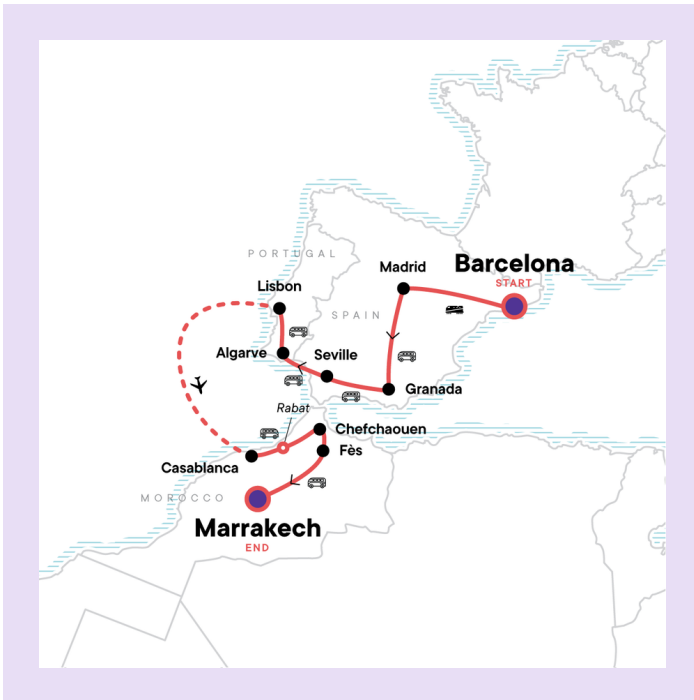 Barcelona
START
Madrid
PORTUGAL
Lisbon
SPAIN
Algarve
Seville
Granada
Rabat
Chefchaouen
Fès
Casablanca
MOROCCO
Marrakech
END